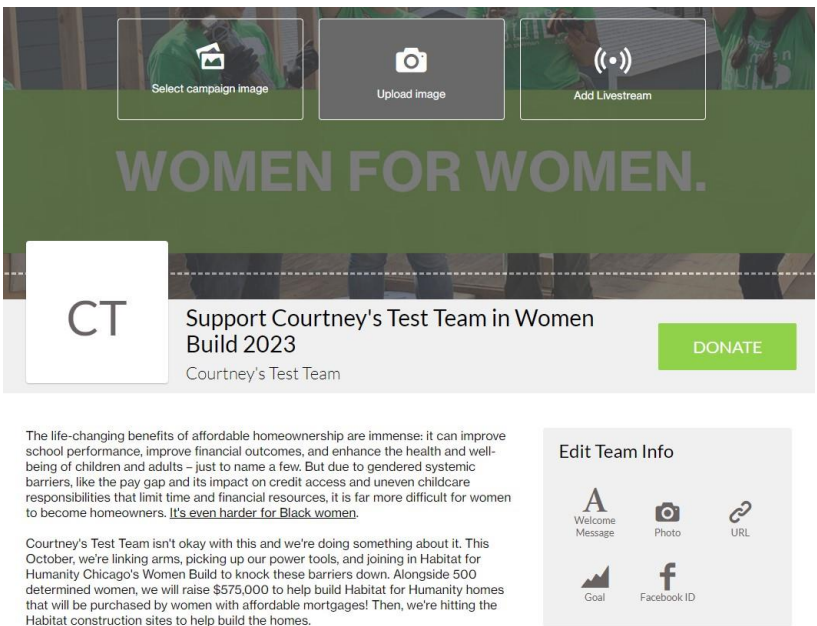 Select campaign image
Upload image
Add Livestream
WOMEN FOR WOMEN.
CT
Support Courtney's Test Team in Women
Build 2023
Courtney's Test Team
DONATE
The life-changing benefits of affordable homeownership are immense: it can improve
school performance, improve financial outcomes, and enhance the health and well-
being of children and adults – just to name a few. But due to gendered systemic
barriers, like the pay gap and its impact on credit access and uneven childcare
responsibilities that limit time and financial resources, it is far more difficult for women
to become homeowners. It's even harder for Black women.
Courtney's Test Team isn't okay with this and we're doing something about it. This
October, we're linking arms, picking up our power tools, and joining in Habitat for
Humanity Chicago's Women Build to knock these barriers down. Alongside 500
determined women, we will raise $575,000 to help build Habitat for Humanity homes
that will be purchased by women with affordable mortgages! Then, we're hitting the
Habitat construction sites to help build the homes.
Edit Team Info
Welcome
Message
Photo
URL
Goal
Facebook ID